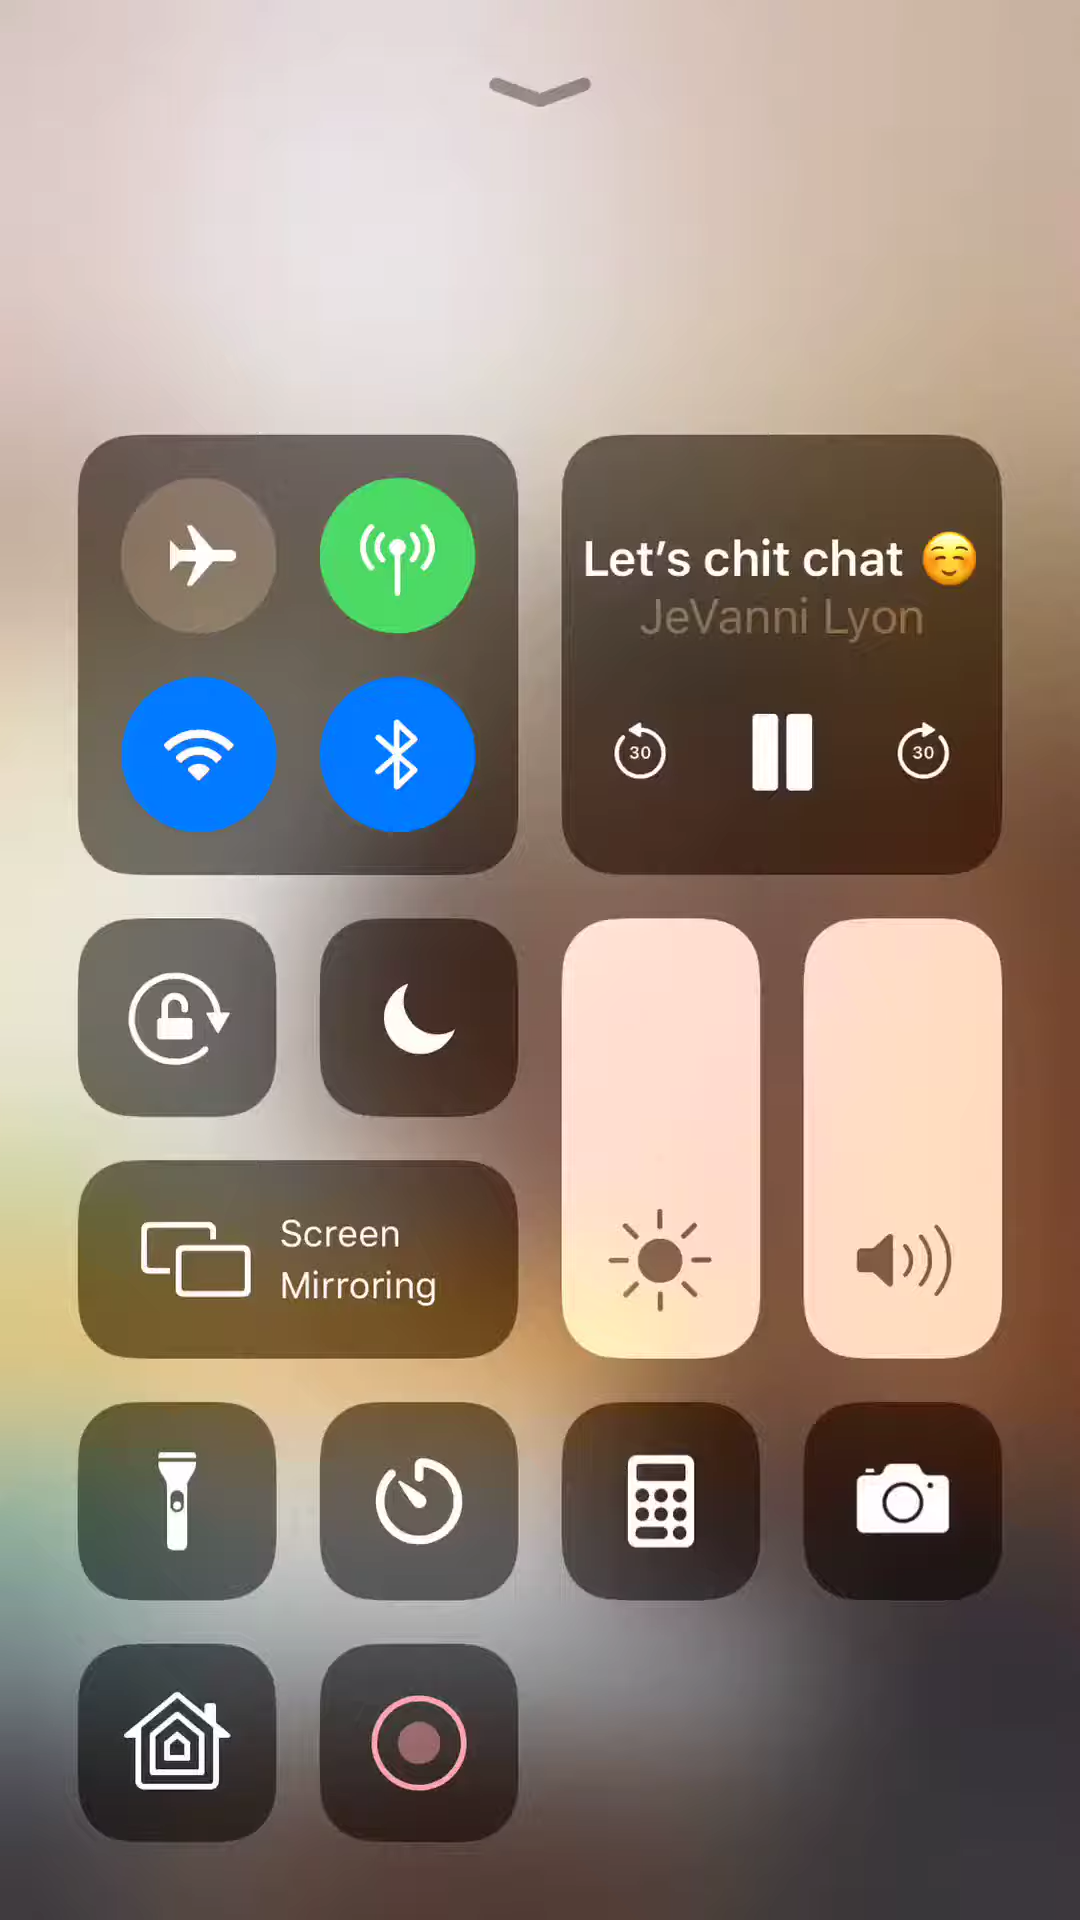 Let’s chit chat ☺️
JeVanni Lyon
30
30
Screen
Mirroring